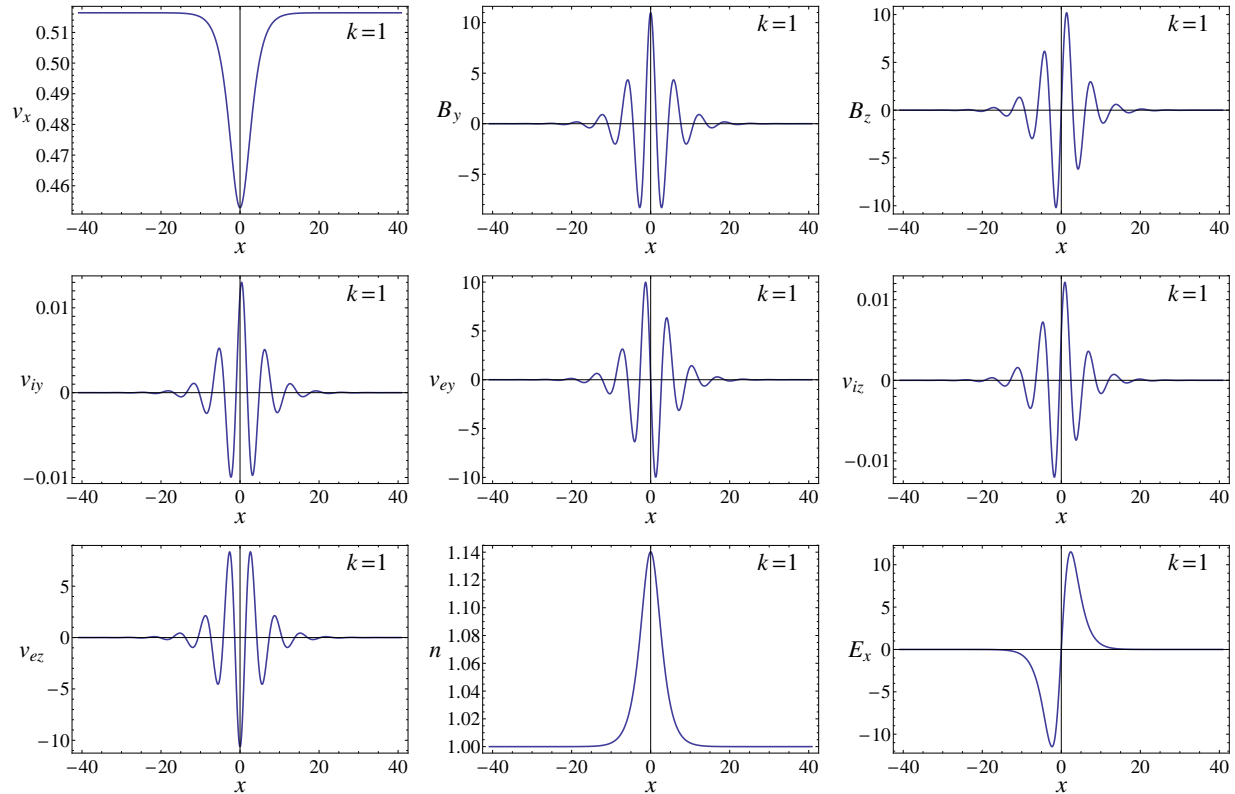 0.51
0.50
0.49
v_x
0.48
0.47
0.46
k=1
−40 −20 0 20 40
x
10
5
B_y
0
−5
k=1
−40 −20 0 20 40
x
10
5
B_z
0
−5
−10
k=1
−40 −20 0 20 40
x
0.01
v_iy
0
−0.01
k=1
−40 −20 0 20 40
x
10
5
v_ey
0
−5
−10
k=1
−40 −20 0 20 40
x
0.01
v_iz
0
−0.01
k=1
−40 −20 0 20 40
x
5
0
v_ez
−5
−10
k=1
−40 −20 0 20 40
x
1.14
1.12
1.10
1.08
n
1.06
1.04
1.02
1.00
k=1
−40 −20 0 20 40
x
10
5
E_x
0
−5
−10
k=1
−40 −20 0 20 40
x